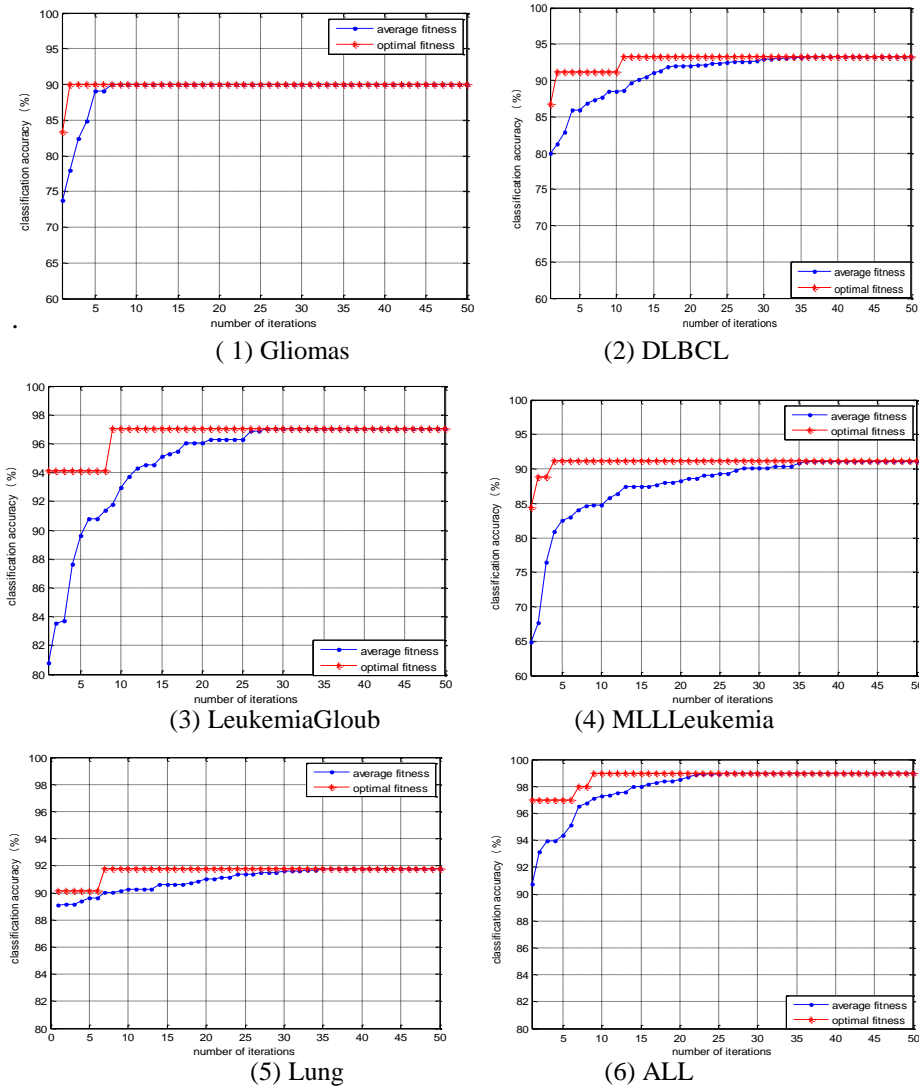 100
95
90
85
80
75
70
65
60
5 10 15 20 25 30 35 40 45 50
classification accuracy (%)
number of iterations
average fitness
optimal fitness
( 1) Gliomas
100
95
90
85
80
75
70
65
60
5 10 15 20 25 30 35 40 45 50
classification accuracy (%)
number of iterations
average fitness
optimal fitness
(2) DLBCL
100
98
96
94
92
90
88
86
84
82
80
5 10 15 20 25 30 35 40 45 50
classification accuracy (%)
number of iterations
average fitness
optimal fitness
(3) LeukemiaGloub
100
95
90
85
80
75
70
65
60
5 10 15 20 25 30 35 40 45 50
classification accuracy (%)
number of iterations
average fitness
optimal fitness
(4) MLLLeukemia
100
98
96
94
92
90
88
86
84
82
80
0 5 10 15 20 25 30 35 40 45 50
classification accuracy (%)
number of iterations
average fitness
optimal fitness
(5) Lung
100
98
96
94
92
90
88
86
84
82
80
5 10 15 20 25 30 35 40 45 50
classification accuracy (%)
number of iterations
average fitness
optimal fitness
(6) ALL